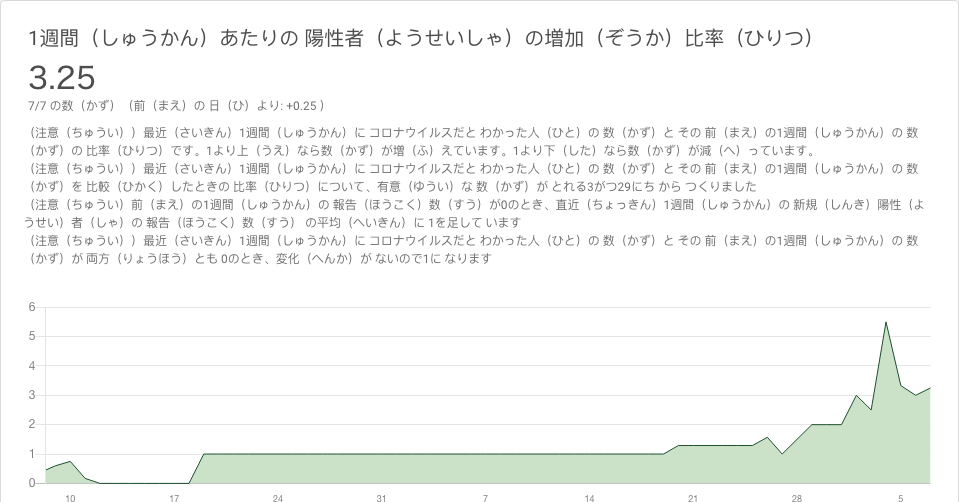 1週間（しゅうかん）あたりの 陽性者（ようせいしゃ）の増加（ぞうか）比率（ひりつ）
3.25
7/7 の数（かず）（前（まえ）の 日（ひ）より: +0.25 ）
（注意（ちゅうい））最近（さいきん）1週間（しゅうかん）に コロナウイルスだと わかった人（ひと）の 数（かず）と その 前（まえ）の1週間（しゅうかん）の 数
（かず）の 比率（ひりつ）です。1より上（うえ）なら数（かず）が増（ふ）えています。1より下（した）なら数（かず）が減（へ）っています。
（注意（ちゅうい））最近（さいきん）1週間（しゅうかん）に コロナウイルスだと わかった人（ひと）の 数（かず）と その 前（まえ）の1週間（しゅうかん）の 数
（かず）を 比較（ひかく）したときの 比率（ひりつ）について、有意（ゆうい）な 数（かず）が とれる3がつ29にち から つくりました
（注意（ちゅうい））前（まえ）の1週間（しゅうかん）の 報告（ほうこく）数（すう）が0のとき、直近（ちょっきん）1週間（しゅうかん）の 新規（しんき）陽性（よ
うせい）者（しゃ）の 報告（ほうこく）数（すう） の平均（へいきん）に 1を足して います
（注意（ちゅうい））最近（さいきん）1週間（しゅうかん）に コロナウイルスだと わかった人（ひと）の 数（かず）と その 前（まえ）の1週間（しゅうかん）の 数
（かず）が 両方（りょうほう）とも 0のとき、変化（へんか）が ないので1に なります
6
5
4
3
2
1
0
10 17 24 31 7 14 21 28 5